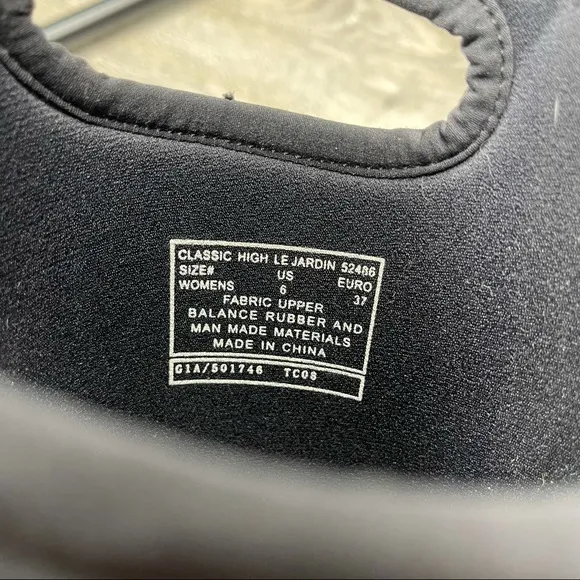 CLASSIC HIGH LE JARDIN 52486
SIZE# US EURO
WOMENS 6 37
FABRIC UPPER
BALANCE RUBBER AND
MAN MADE MATERIALS
MADE IN CHINA
G1A/501746 TC08